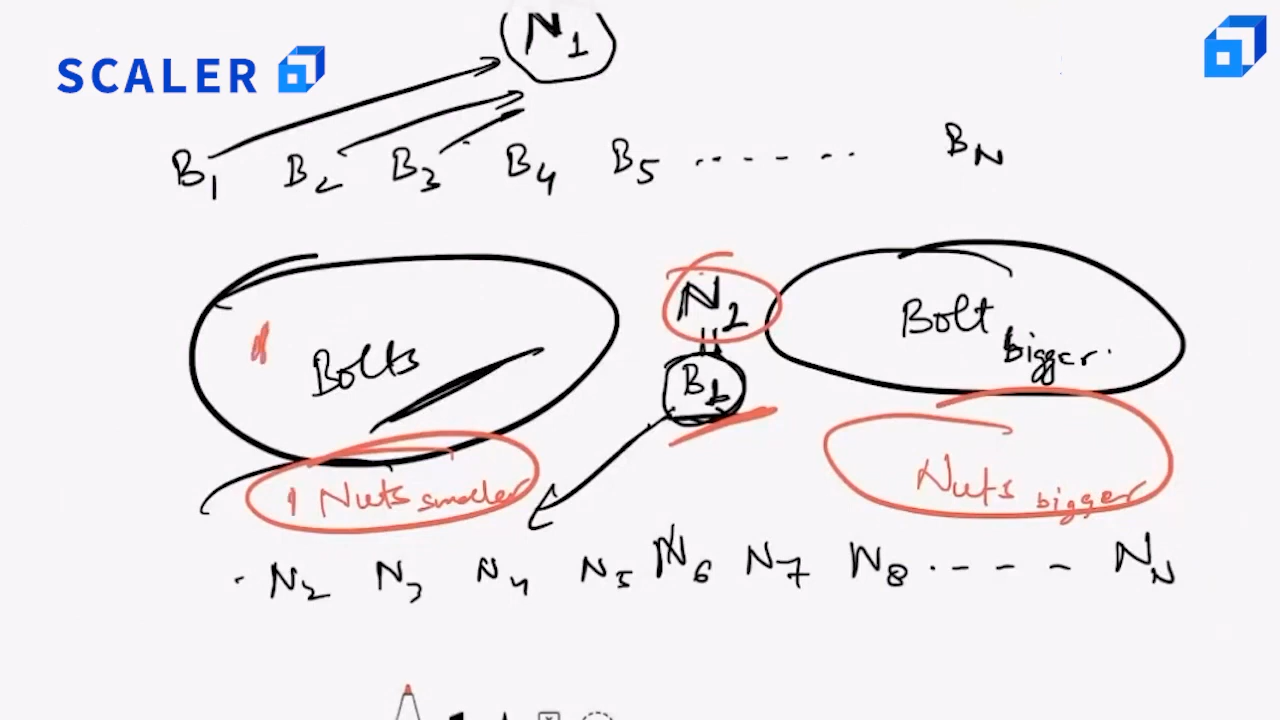 N1
SCALER
B1 B2 B3 B4 B5 ....... BN
N2
Bolt
bigger.
Bolts
||
B
Nuts smaller
Nuts bigger
. N2 N3 N4 N5 N6 N7 N8 . - - - - NN